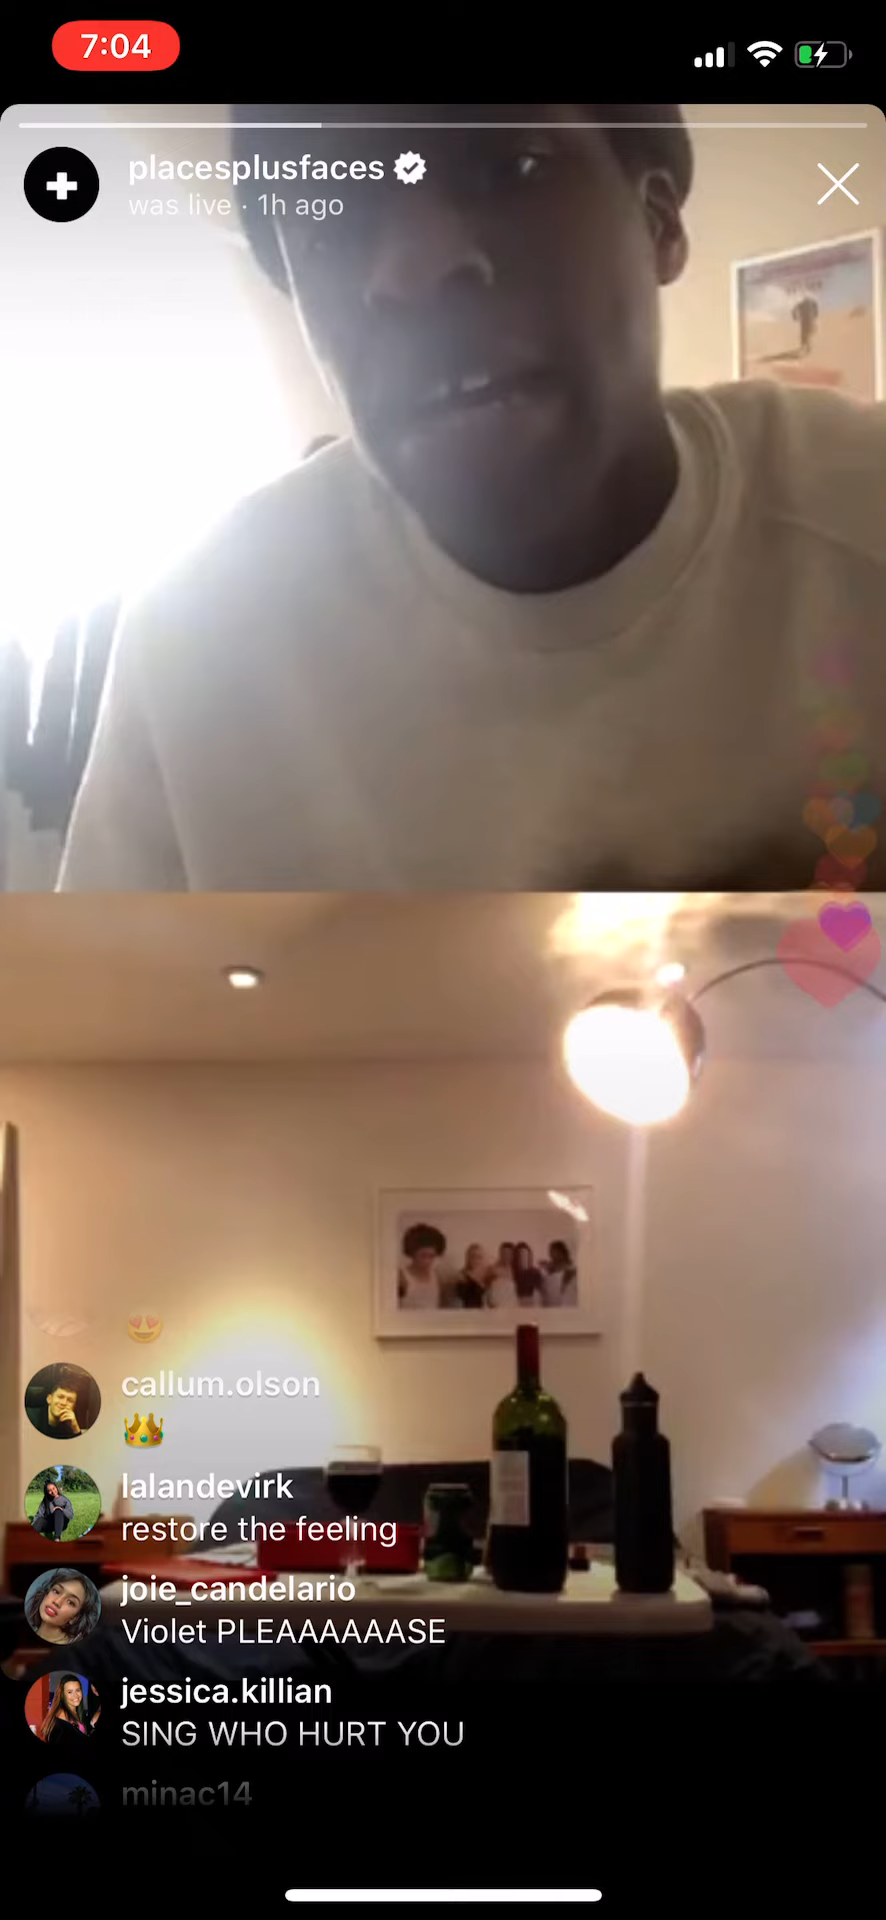 7:04
placesplusfaces
was live · 1h ago
callum.olson
👑
lalandevirk
restore the feeling
joie_candelario
Violet PLEAAAAAASE
jessica.killian
SING WHO HURT YOU
minac14